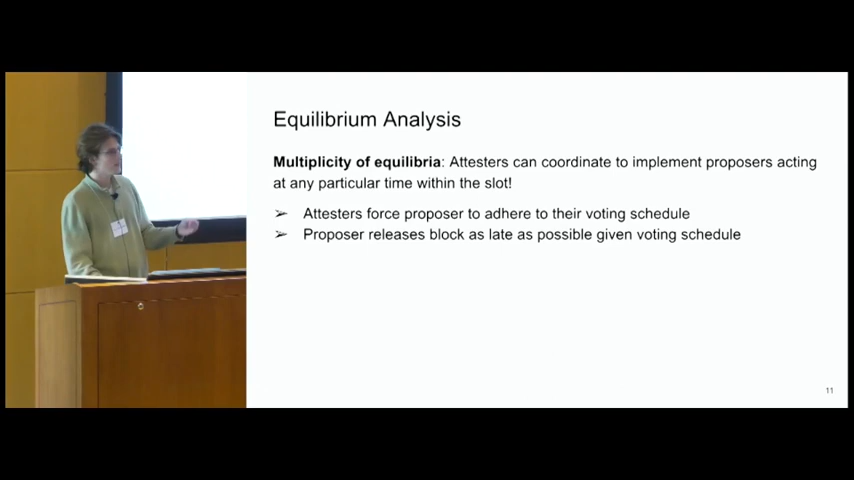 Equilibrium Analysis
Multiplicity of equilibria: Attesters can coordinate to implement proposers acting
at any particular time within the slot!
➢ Attesters force proposer to adhere to their voting schedule
➢ Proposer releases block as late as possible given voting schedule
11